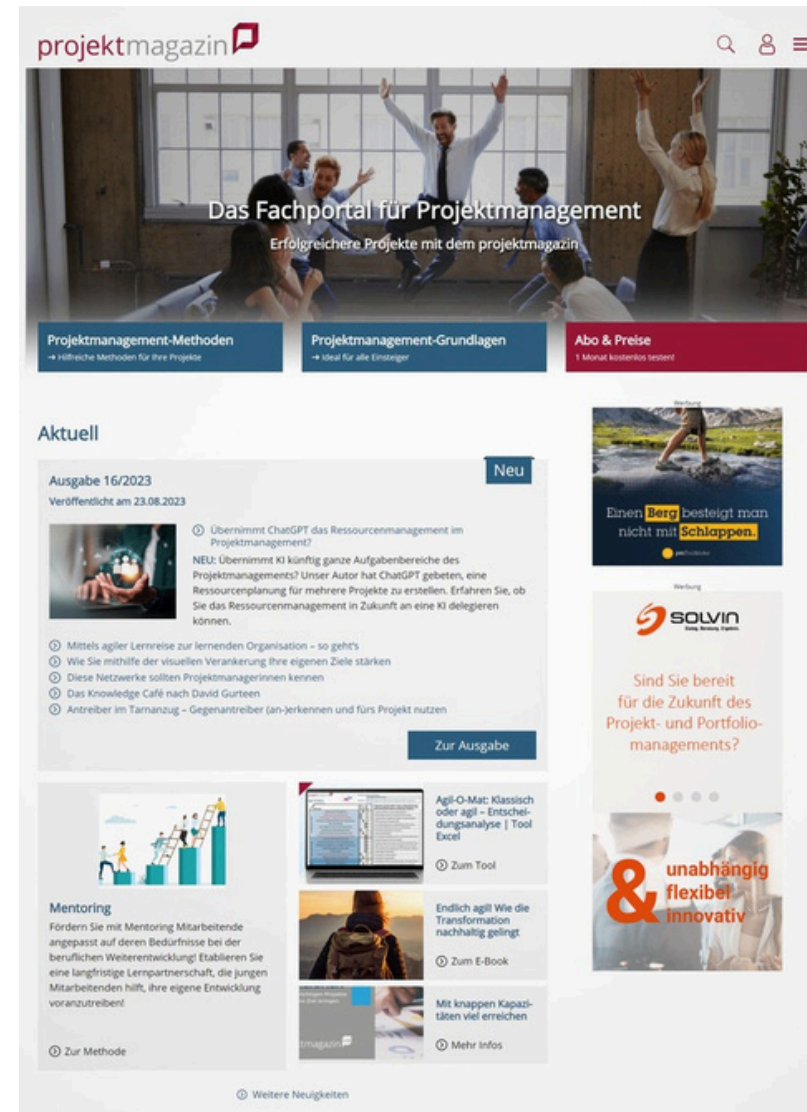 projektmagazin
Das Fachportal für Projektmanagement
Erfolgreichere Projekte mit dem projektmagazin
Projektmanagement-Methoden
→ Hilfreiche Methoden für Ihre Projekte
Projektmanagement-Grundlagen
→ Ideal für alle Einsteiger
Abo & Preise
1 Monat kostenlos testen!
Aktuell
Neu
Ausgabe 16/2023
Veröffentlicht am 23.08.2023
Übernimmt ChatGPT das Ressourcenmanagement im
Projektmanagement?
NEU: Übernimmt KI künftig ganze Aufgabenbereiche des
Projektmanagements? Unser Autor hat ChatGPT gebeten, eine
Ressourcenplanung für mehrere Projekte zu erstellen. Erfahren Sie, ob
Sie das Ressourcenmanagement in Zukunft an eine KI delegieren
können.
Mittels agiler Lernreise zur lernenden Organisation – so geht's
Wie Sie mithilfe der visuellen Verankerung Ihre eigenen Ziele stärken
Diese Netzwerke sollten Projektmanagerinnen kennen
Das Knowledge Café nach David Gurteen
Antreiber im Tarnanzug – Gegenantreiber (an-)erkennen und fürs Projekt nutzen
Zur Ausgabe
Mentoring
Fördern Sie mit Mentoring Mitarbeitende
angepasst auf deren Bedürfnisse bei der
beruflichen Weiterentwicklung! Etablieren Sie
eine langfristige Lernpartnerschaft, die jungen
Mitarbeitenden hilft, ihre eigene Entwicklung
voranzutreiben!
Zur Methode
Agil-O-Mat: Klassisch
oder agil – Entschei-
dungsanalyse | Tool
Excel
Zum Tool
Endlich agil! Wie die
Transformation
nachhaltig gelingt
Zum E-Book
tmagazin
Mit knappen Kapazi-
täten viel erreichen
Mehr Infos
Weitere Neuigkeiten
Werbung
Einen Berg besteigt man
nicht mit Schlappen.
Werbung
SOLVIN
Sind Sie bereit
für die Zukunft des
Projekt- und Portfolio-
managements?
&
unabhängig
flexibel
innovativ